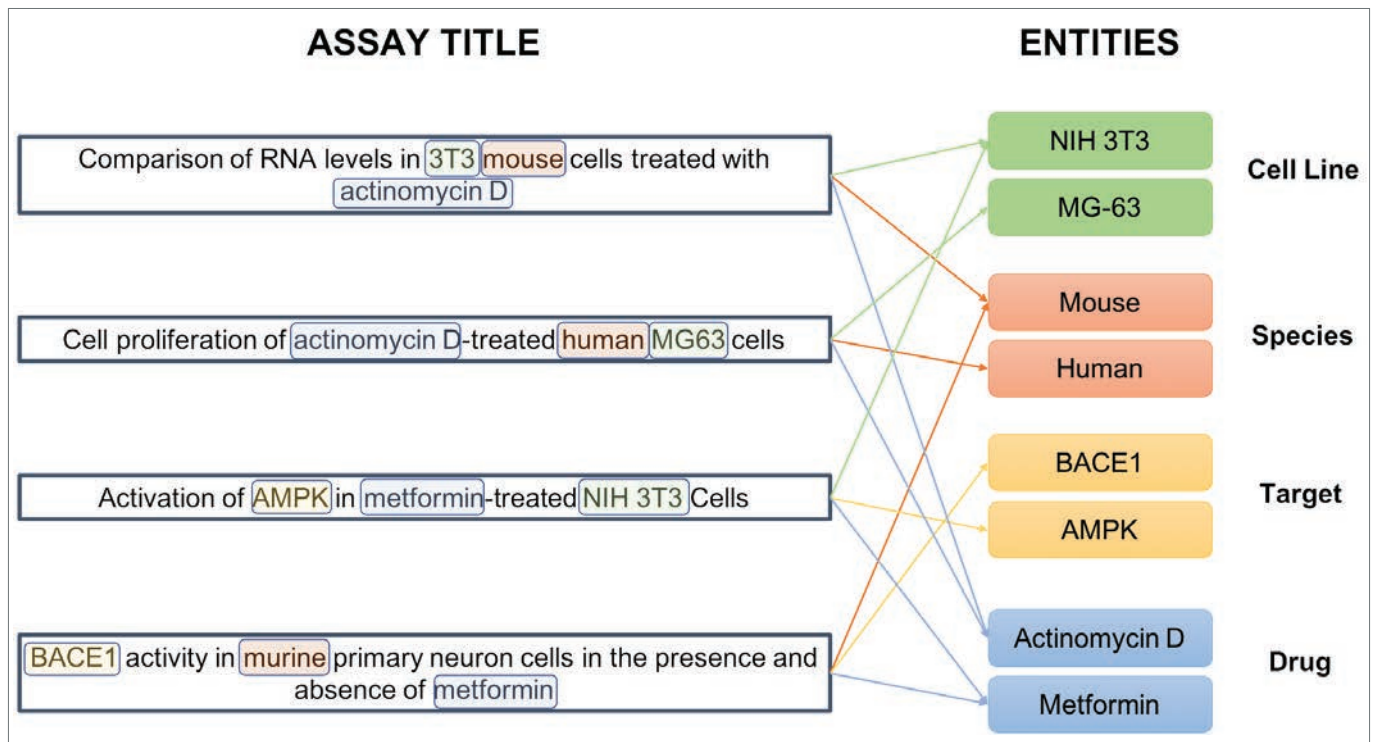 ASSAY TITLE
ENTITIES
Comparison of RNA levels in 3T3 mouse cells treated with
actinomycin D
Cell proliferation of actinomycin D-treated human MG63 cells
Activation of AMPK in metformin-treated NIH 3T3 Cells
BACE1 activity in murine primary neuron cells in the presence and
absence of metformin
NIH 3T3
MG-63
Cell Line
Mouse
Human
Species
BACE1
AMPK
Target
Actinomycin D
Metformin
Drug